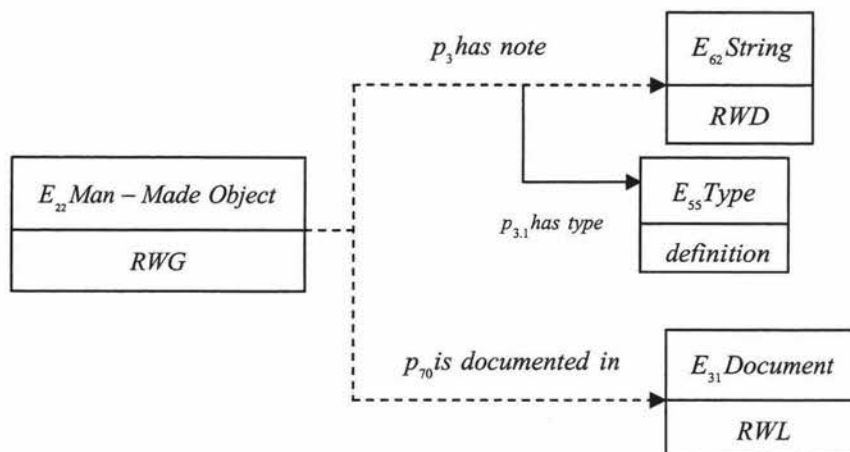 p₃has note
E₆₂String
RWD
E₂₂Man – Made Object
RWG
E₅₅Type
p₃.₁has type
definition
p₇₀is documented in
E₃₁Document
RWL